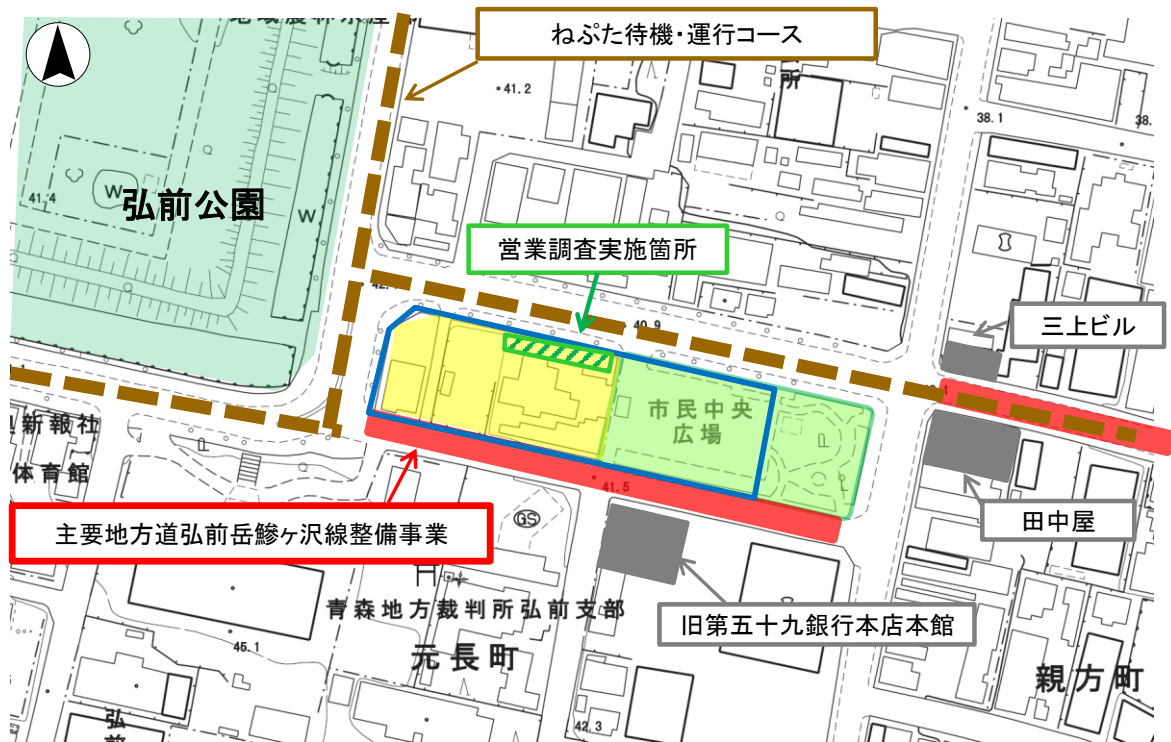 ねぷた待機・運行コース
41.2
所
38.1
38.
41.4
W
弘前公園
W
営業調査実施箇所
40.9
三上ビル
市民中央
広場
新報社
体育館
41.5
主要地方道弘前岳鰺ヶ沢線整備事業
GS
田中屋
青森地方裁判所弘前支部
旧第五十九銀行本店本館
45.1
元長町
親方町
弘
42.3
前